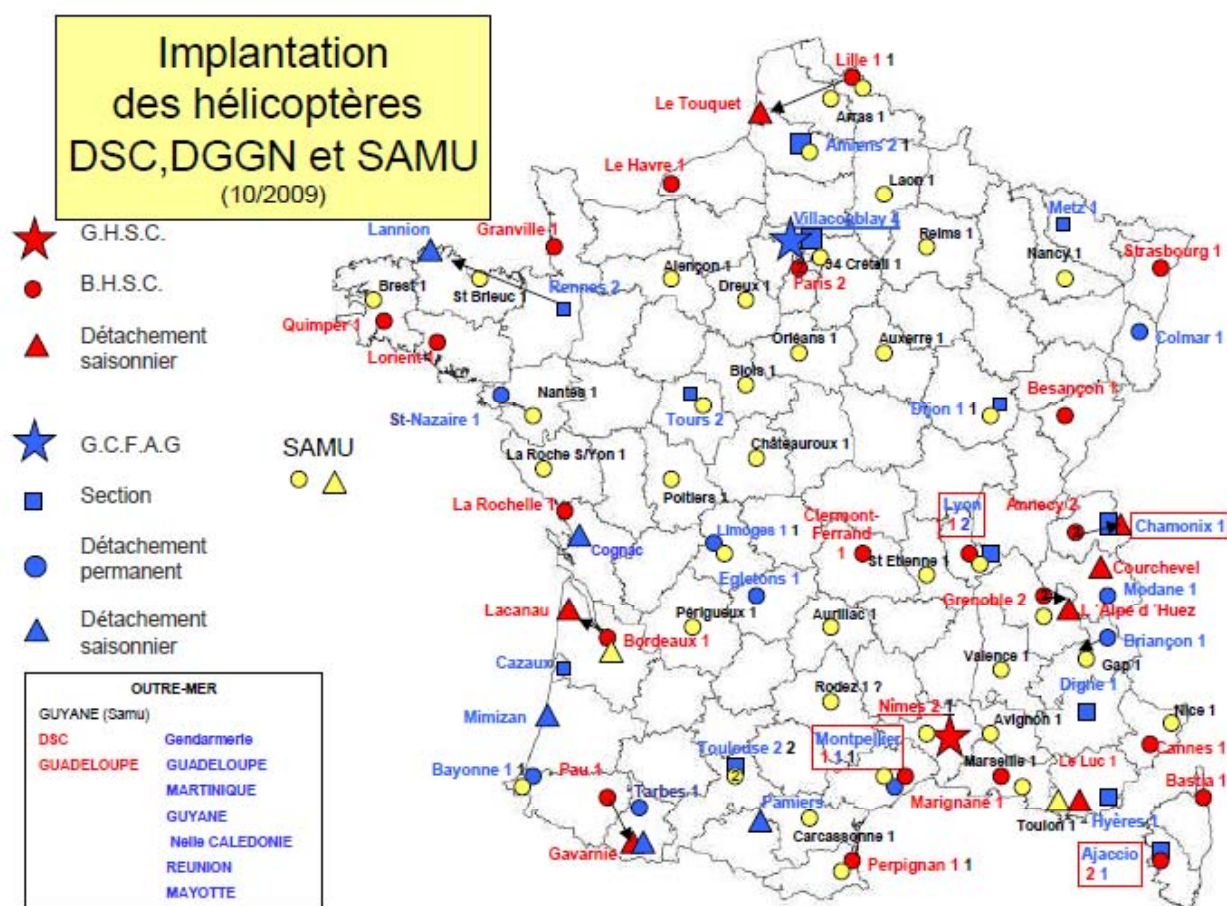 Implantation
des hélicoptères
DSC,DGGN et SAMU
(10/2009)
G.H.S.C.
B.H.S.C.
Détachement
saisonnier
G.C.F.A.G
Section
Détachement
permanent
Détachement
saisonnier
SAMU
OUTRE-MER
GUYANE (Samu)
DSC Gendarmerie
GUADELOUPE GUADELOUPE
MARTINIQUE
GUYANE
Nelle CALEDONIE
REUNION
MAYOTTE
Lille 1 1
Le Touquet
Arras 1
Amiens 2 1
Le Havre 1
Laon 1
Lannion
Granville 1
Villacoublay 4
Reims 1
Metz 1
Nancy 1
Strasbourg 1
Brest 1
St Brieuc 1
Rennes 2
Alençon 1
Dreux 1
94 Créteil 1
Paris 2
Quimper 1
Lorient 1
Orléans 1
Auxerre 1
Colmar 1
Blois 1
Nantes 1
St-Nazaire 1
Tours 2
Dijon 1 1
Besançon 1
Châteauroux 1
La Roche S/Yon 1
Poitiers 1
La Rochelle 1
Cognac
Limoges 1 1
Clermont-
Ferrand
1
Lyon
1 2
Annecy 2
2
Chamonix 1
St Etienne 1
Courchevel
Egletons 1
Grenoble 2
2
Modane 1
L 'Alpe d 'Huez
Lacanau
Bordeaux 1
Périgueux 1
Aurillac 1
Briançon 1
Valence 1
Gap 1
Cazaux
Rodez 1 ?
Digne 1
Mimizan
Nîmes 2 1
Avignon 1
Nice 1
Toulouse 2 2
2
Montpellier
1 1 1
Cannes 1
Bayonne 1 1
Pau 1
Tarbes 1
Marseille 1
Le Luc 1
Bastia 1
Marignane 1
Pamiers
Toulon 1
Hyères 1
Carcassonne 1
Gavarnie
Perpignan 1 1
Ajaccio
2 1